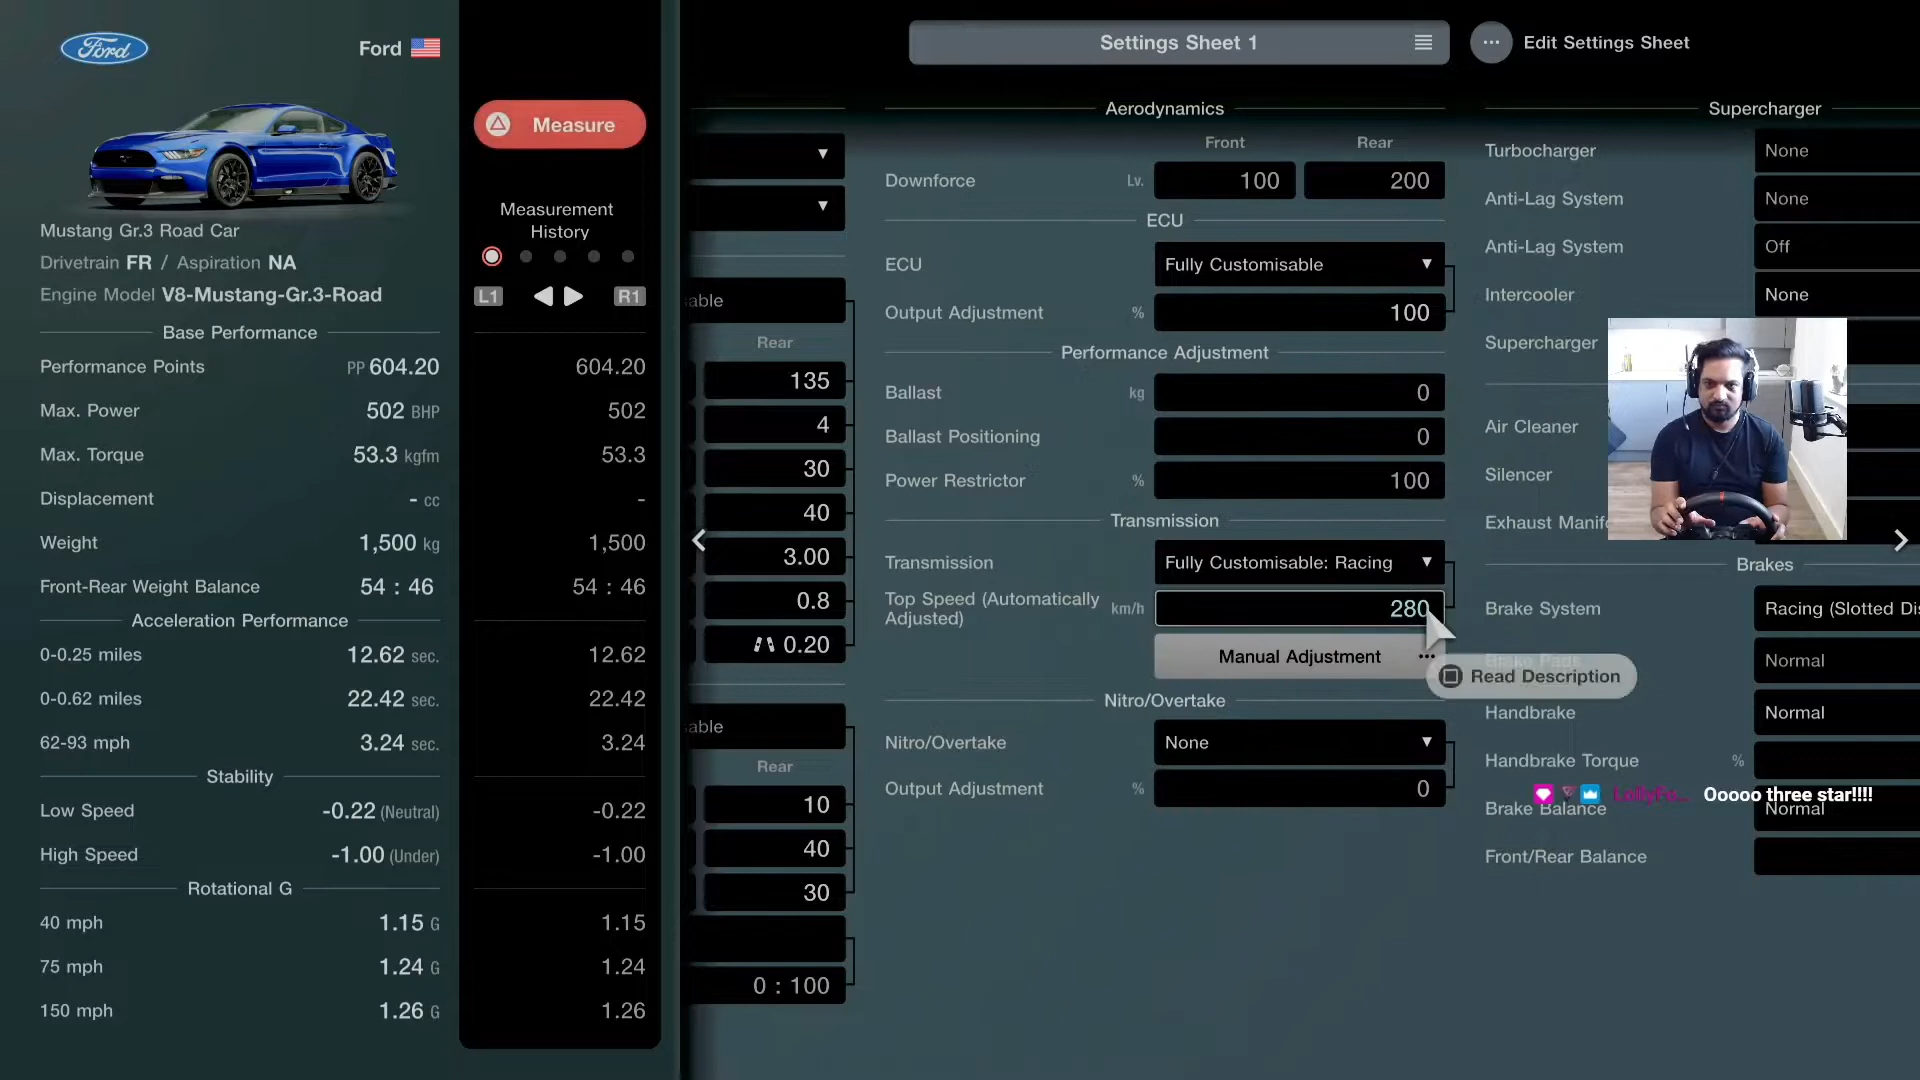 Ford
Ford
Mustang Gr.3 Road Car
Drivetrain FR / Aspiration NA
Engine Model V8-Mustang-Gr.3-Road
Base Performance
Performance Points PP 604.20
Max. Power 502 BHP
Max. Torque 53.3 kgfm
Displacement - cc
Weight 1,500 kg
Front-Rear Weight Balance 54 : 46
Acceleration Performance
0-0.25 miles 12.62 sec.
0-0.62 miles 22.42 sec.
62-93 mph 3.24 sec.
Stability
Low Speed -0.22 (Neutral)
High Speed -1.00 (Under)
Rotational G
40 mph 1.15 G
75 mph 1.24 G
150 mph 1.26 G
Measure
Measurement
History
L1 R1
604.20
502
53.3
-
1,500
54 : 46
12.62
22.42
3.24
-0.22
-1.00
1.15
1.24
1.26
Settings Sheet 1
Edit Settings Sheet
Rear
135
4
30
40
3.00
0.8
0.20
Rear
10
40
30
0 : 100
Aerodynamics
Front Rear
Downforce Lv. 100 200
ECU
ECU Fully Customisable
Output Adjustment % 100
Performance Adjustment
Ballast kg 0
Ballast Positioning 0
Power Restrictor % 100
Transmission
Transmission Fully Customisable: Racing
Top Speed (Automatically
Adjusted) km/h 280
Manual Adjustment
Read Description
Nitro/Overtake
Nitro/Overtake None
Output Adjustment % 0
Supercharger
Turbocharger None
Anti-Lag System None
Anti-Lag System Off
Intercooler None
Supercharger
Air Cleaner
Silencer
Exhaust Manif
Brakes
Brake System Racing (Slotted Dis
Brake Pads Normal
Handbrake Normal
Handbrake Torque %
Ooooo three star!!!!
Brake Balance Normal
Front/Rear Balance